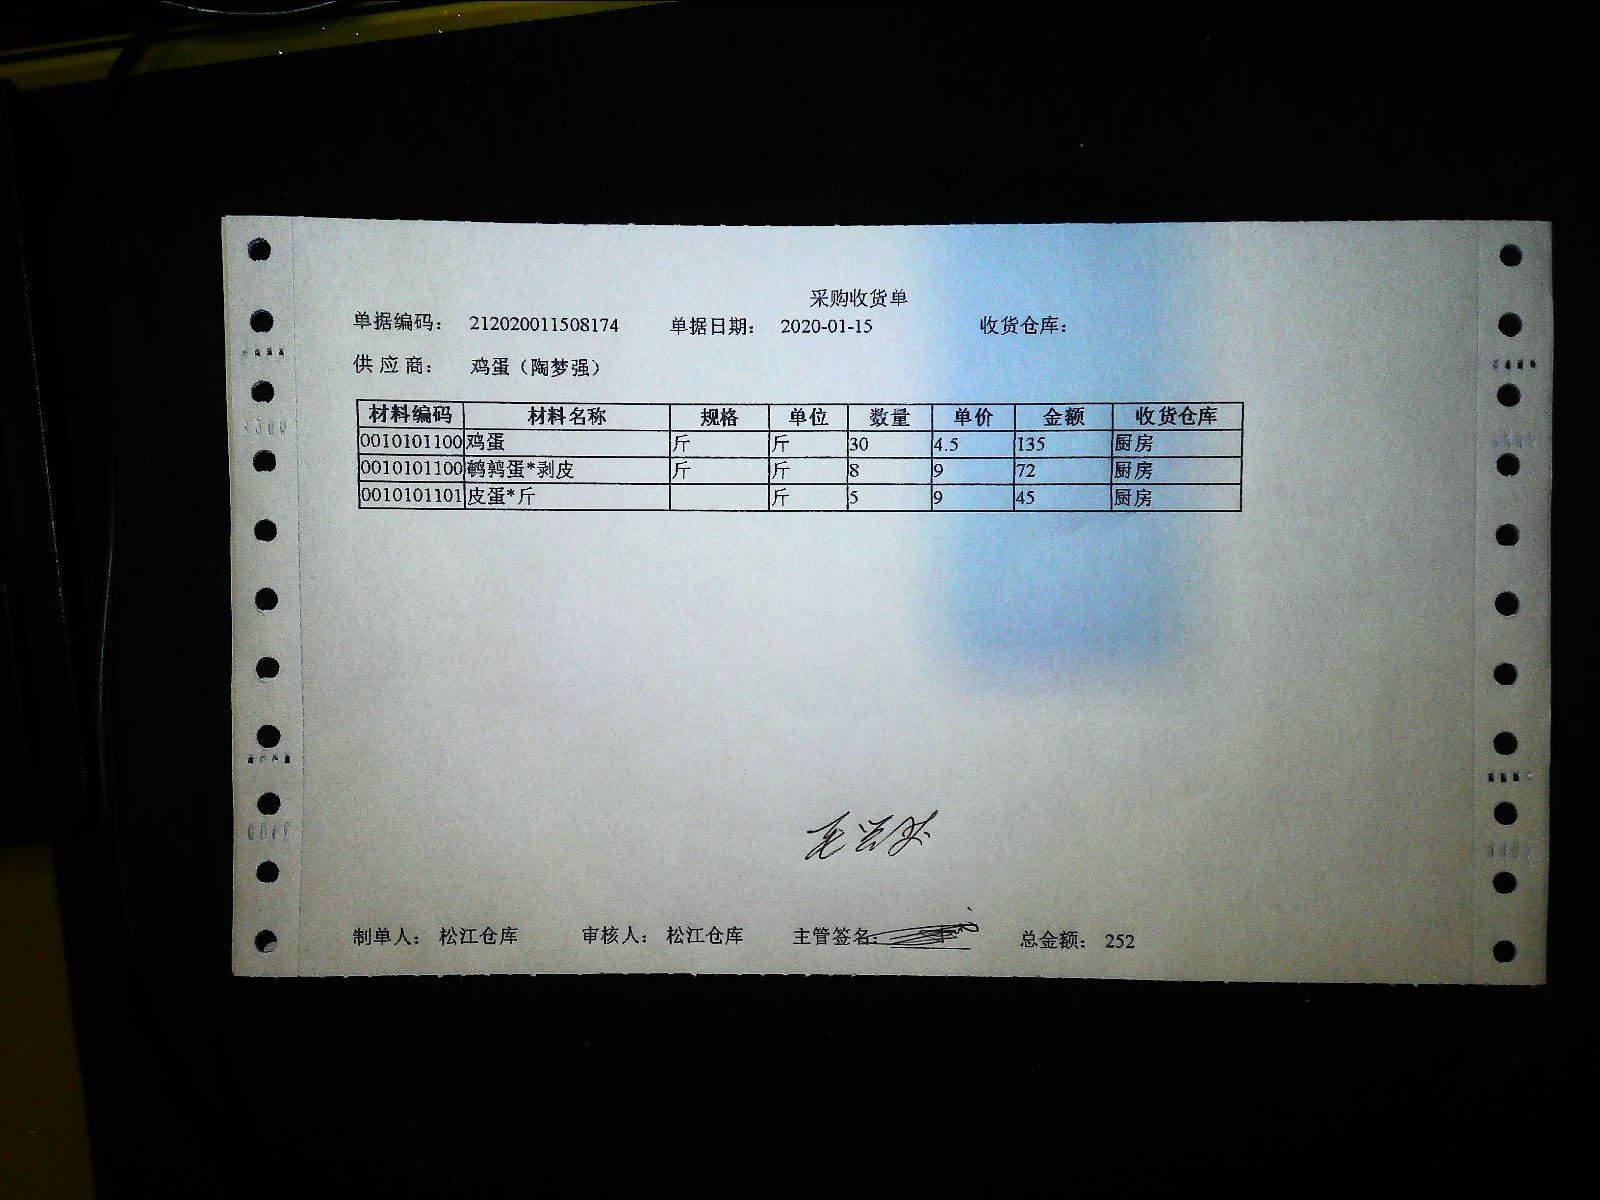 采购收货单
单据编码： 212020011508174 单据日期： 2020-01-15 收货仓库：
供应商： 鸡蛋（陶梦强）
材料编码 材料名称 规格 单位 数量 单价 金额 收货仓库
0010101100 鸡蛋 斤 斤 30 4.5 135 厨房
0010101100 鹌鹑蛋*剥皮 斤 斤 8 9 72 厨房
0010101101 皮蛋*斤 斤 5 9 45 厨房
制单人： 松江仓库 审核人： 松江仓库 主管签名： 总金额： 252